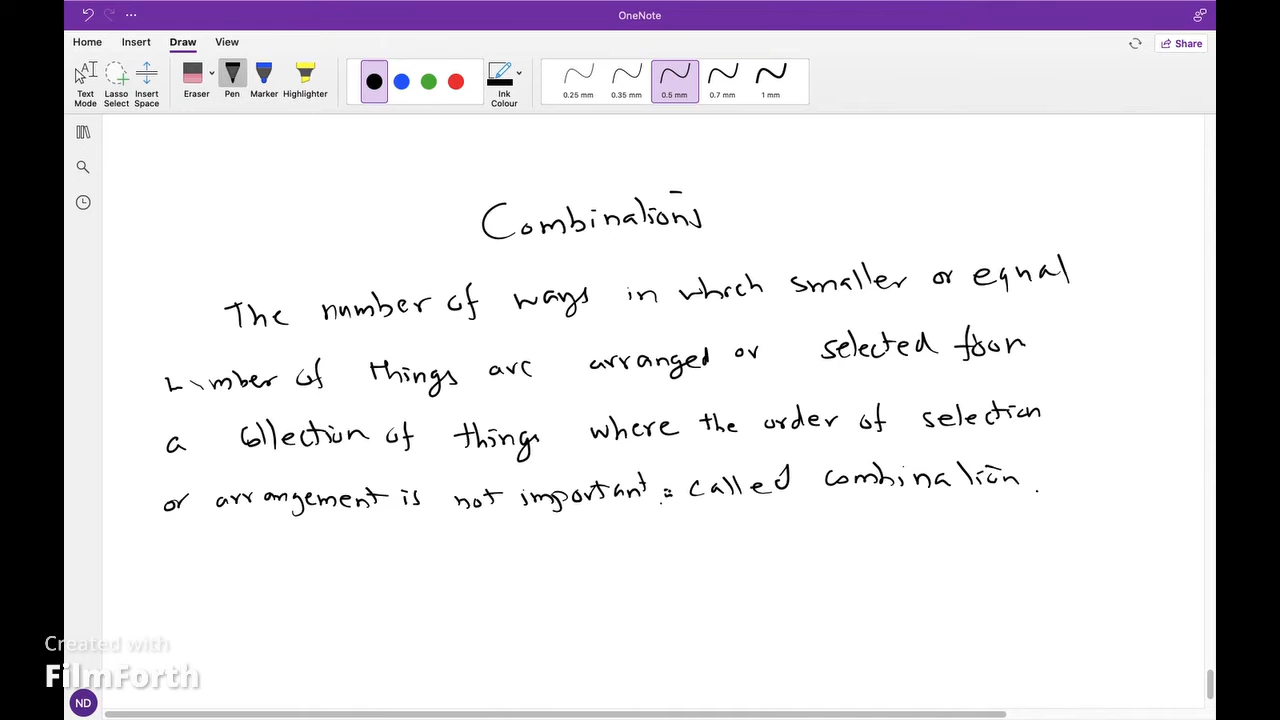 OneNote
Home Insert Draw View
Share
Text Mode Lasso Select Insert Space Eraser Pen Marker Highlighter Ink Colour 0.25 mm 0.35 mm 0.5 mm 0.7 mm 1 mm
Combinations
The number of ways in which smaller or equal
number of things are arranged or selected from
a collection of things where the order of selection
or arrangement is not important called combination.
Created with
FilmForth
ND